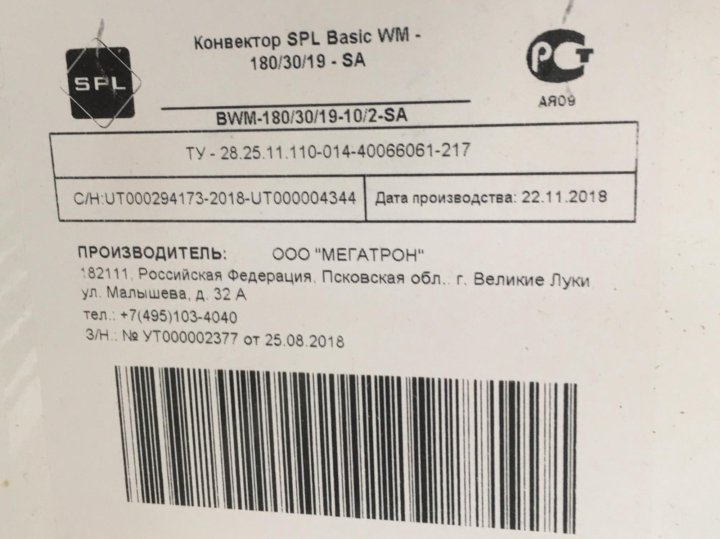 SPL
Конвектор SPL Basic WM -
180/30/19 - SA
РСТ
АЯ09
BWM-180/30/19-10/2-SA
ТУ - 28.25.11.110-014-40066061-217
С/Н:UT000294173-2018-UT000004344
Дата производства: 22.11.2018
ПРОИЗВОДИТЕЛЬ: ООО "МЕГАТРОН"
182111, Российская Федерация, Псковская обл., г. Великие Луки
ул. Малышева, д. 32 А
тел.: +7(495)103-4040
З/Н.: № УТ000002377 от 25.08.2018